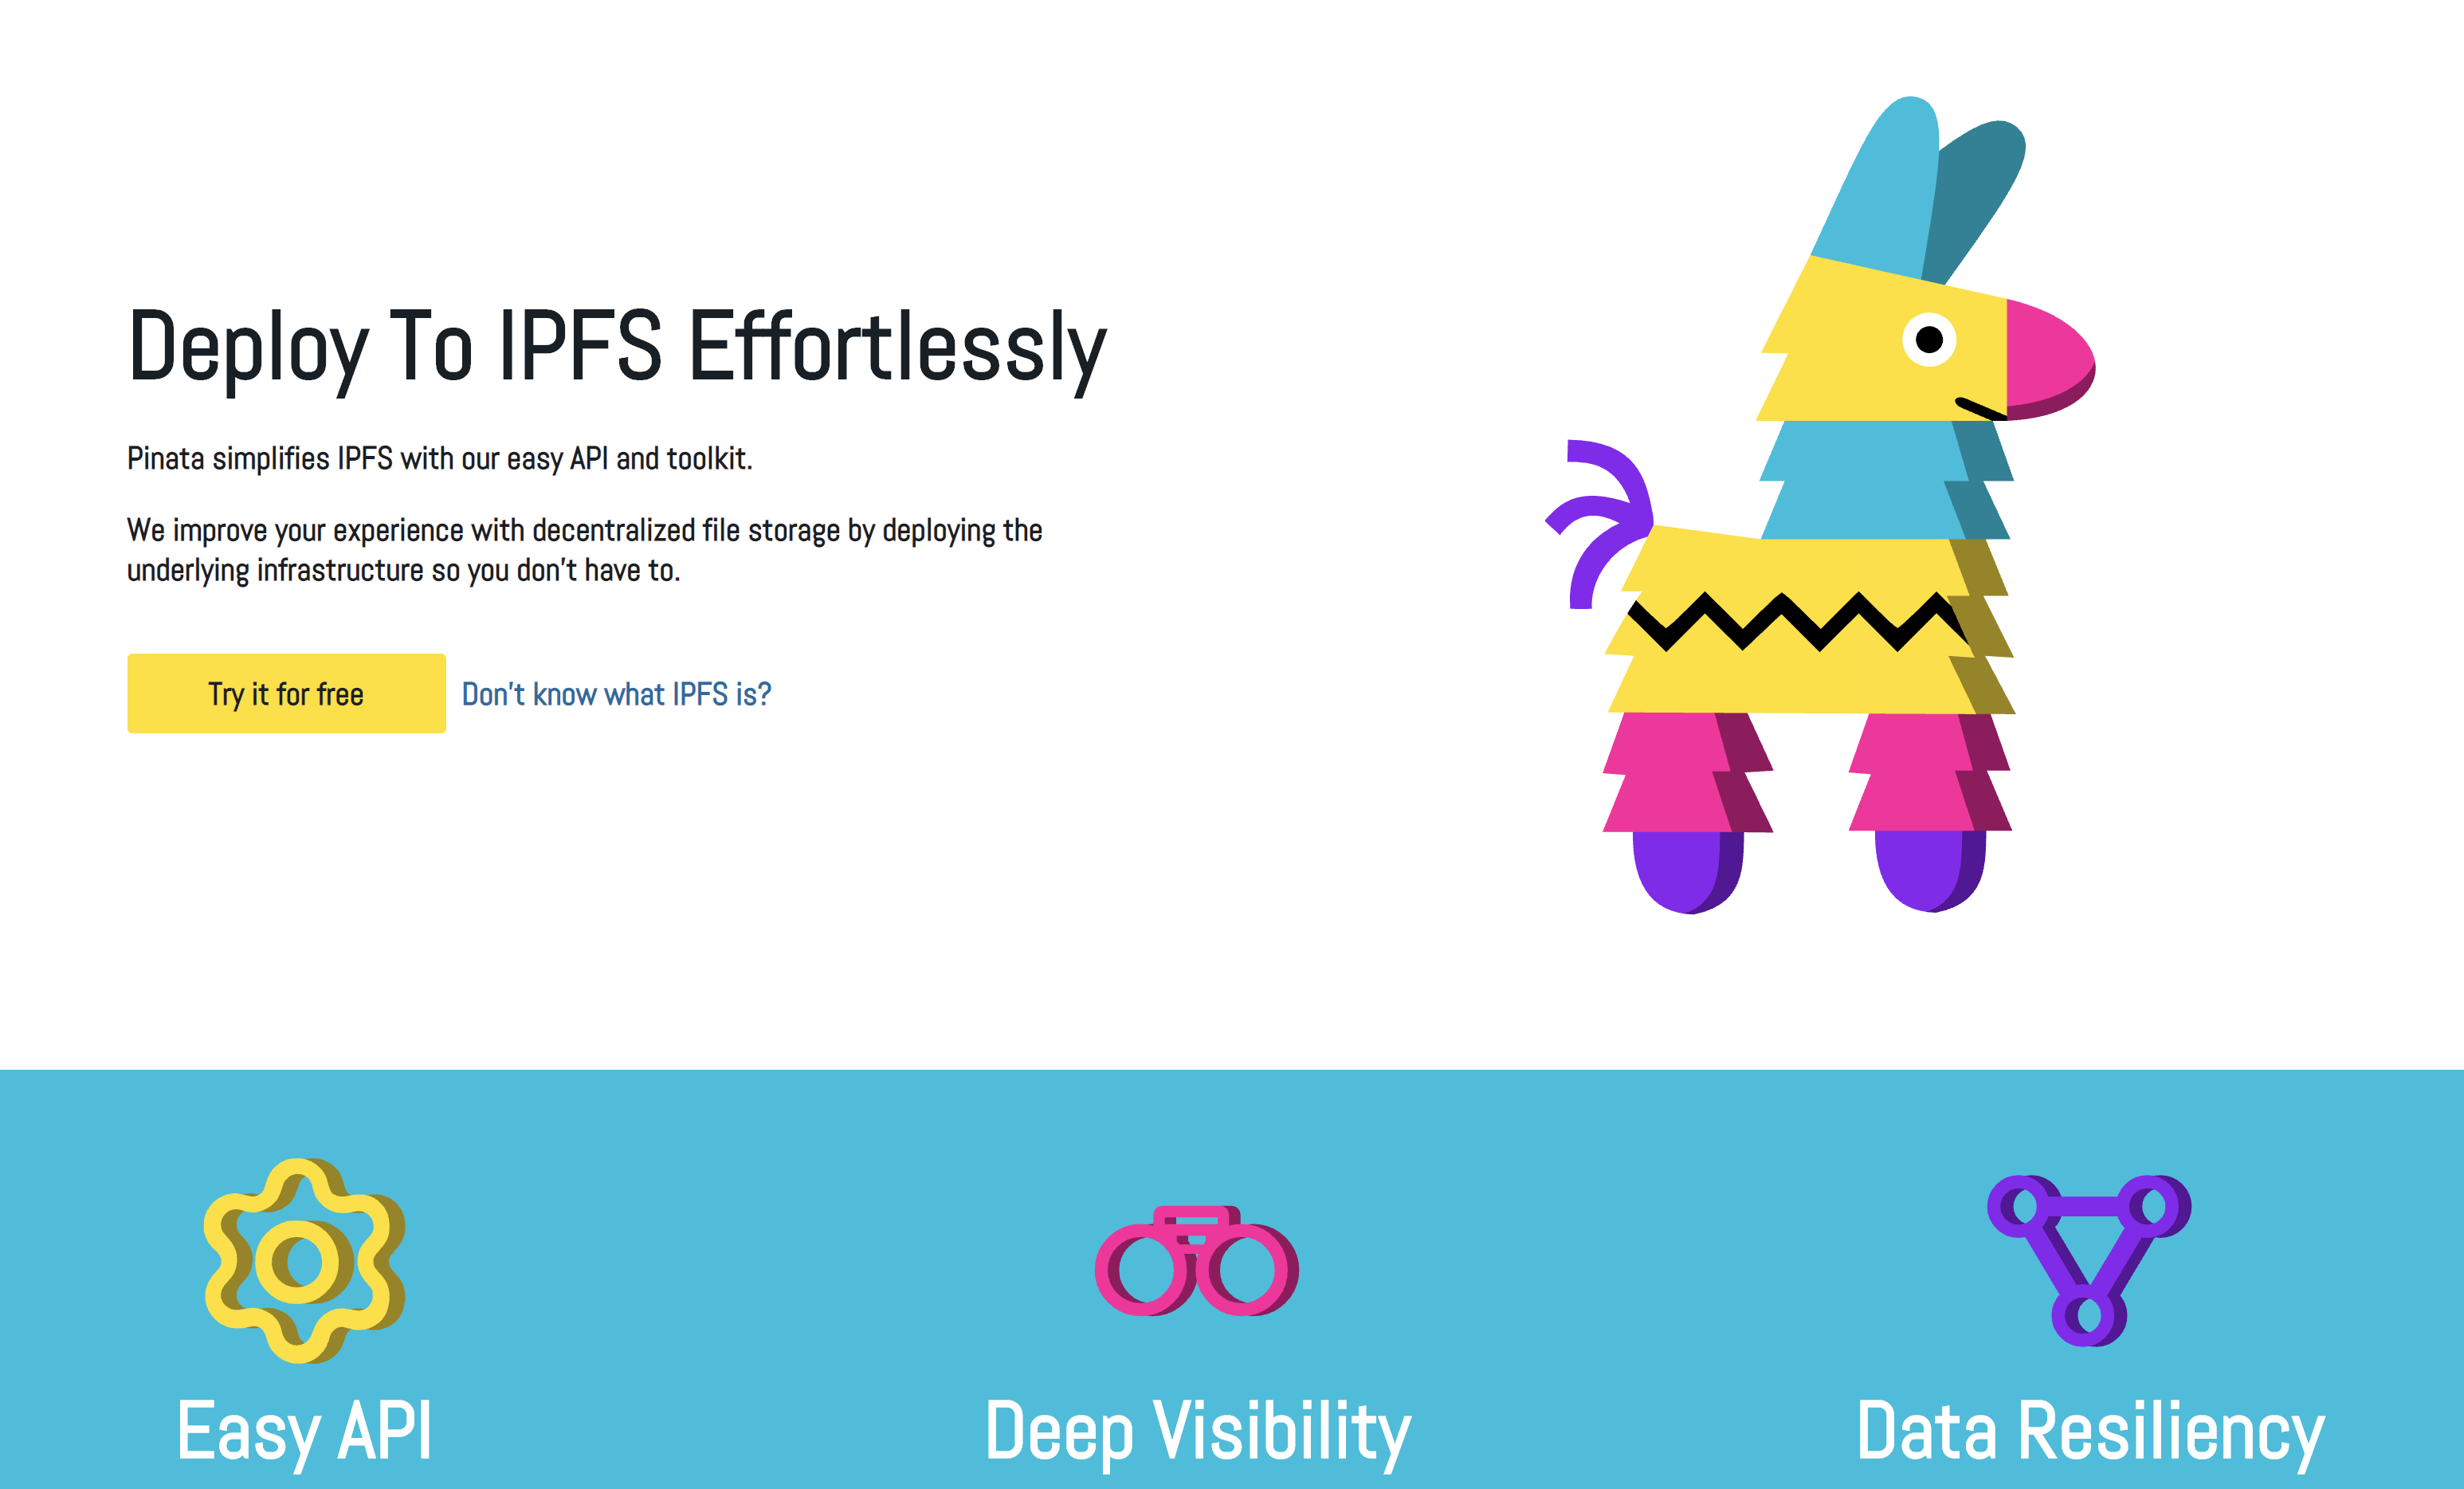 Deploy To IPFS Effortlessly
Pinata simplifies IPFS with our easy API and toolkit.
We improve your experience with decentralized file storage by deploying the
underlying infrastructure so you don't have to.
Try it for free
Don't know what IPFS is?
Easy API
Deep Visibility
Data Resiliency